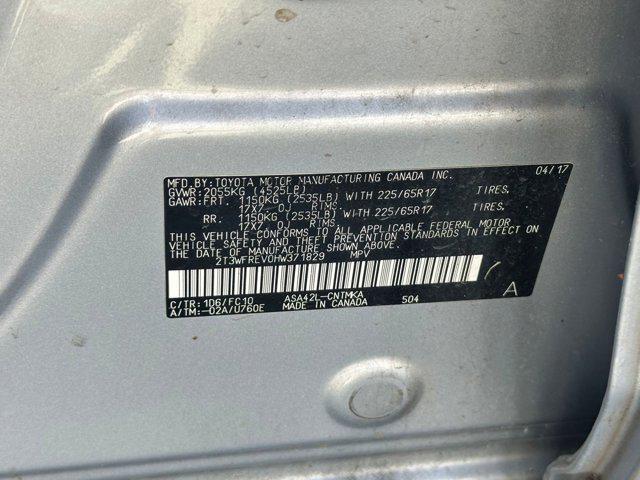 MFD.BY:TOYOTA MOTOR MANUFACTURING CANADA INC. 04/17
GVWR:2055KG (4525LB)
GAWR:FRT. 1150KG (2535LB) WITH 225/65R17 TIRES.
17X7.0J RIMS
RR. 1150KG (2535LB) WITH 225/65R17 TIRES.
17X7.0J RIMS
THIS VEHICLE CONFORMS TO ALL APPLICABLE FEDERAL MOTOR
VEHICLE SAFETY AND THEFT PREVENTION STANDARDS IN EFFECT ON
THE DATE OF MANUFACTURE SHOWN ABOVE.
2T3WFREV0HW371829 MPV
C/TR:1D6/FC10 ASA42L-CNTMKA
A/TM:-02A/U760E MADE IN CANADA 504
A